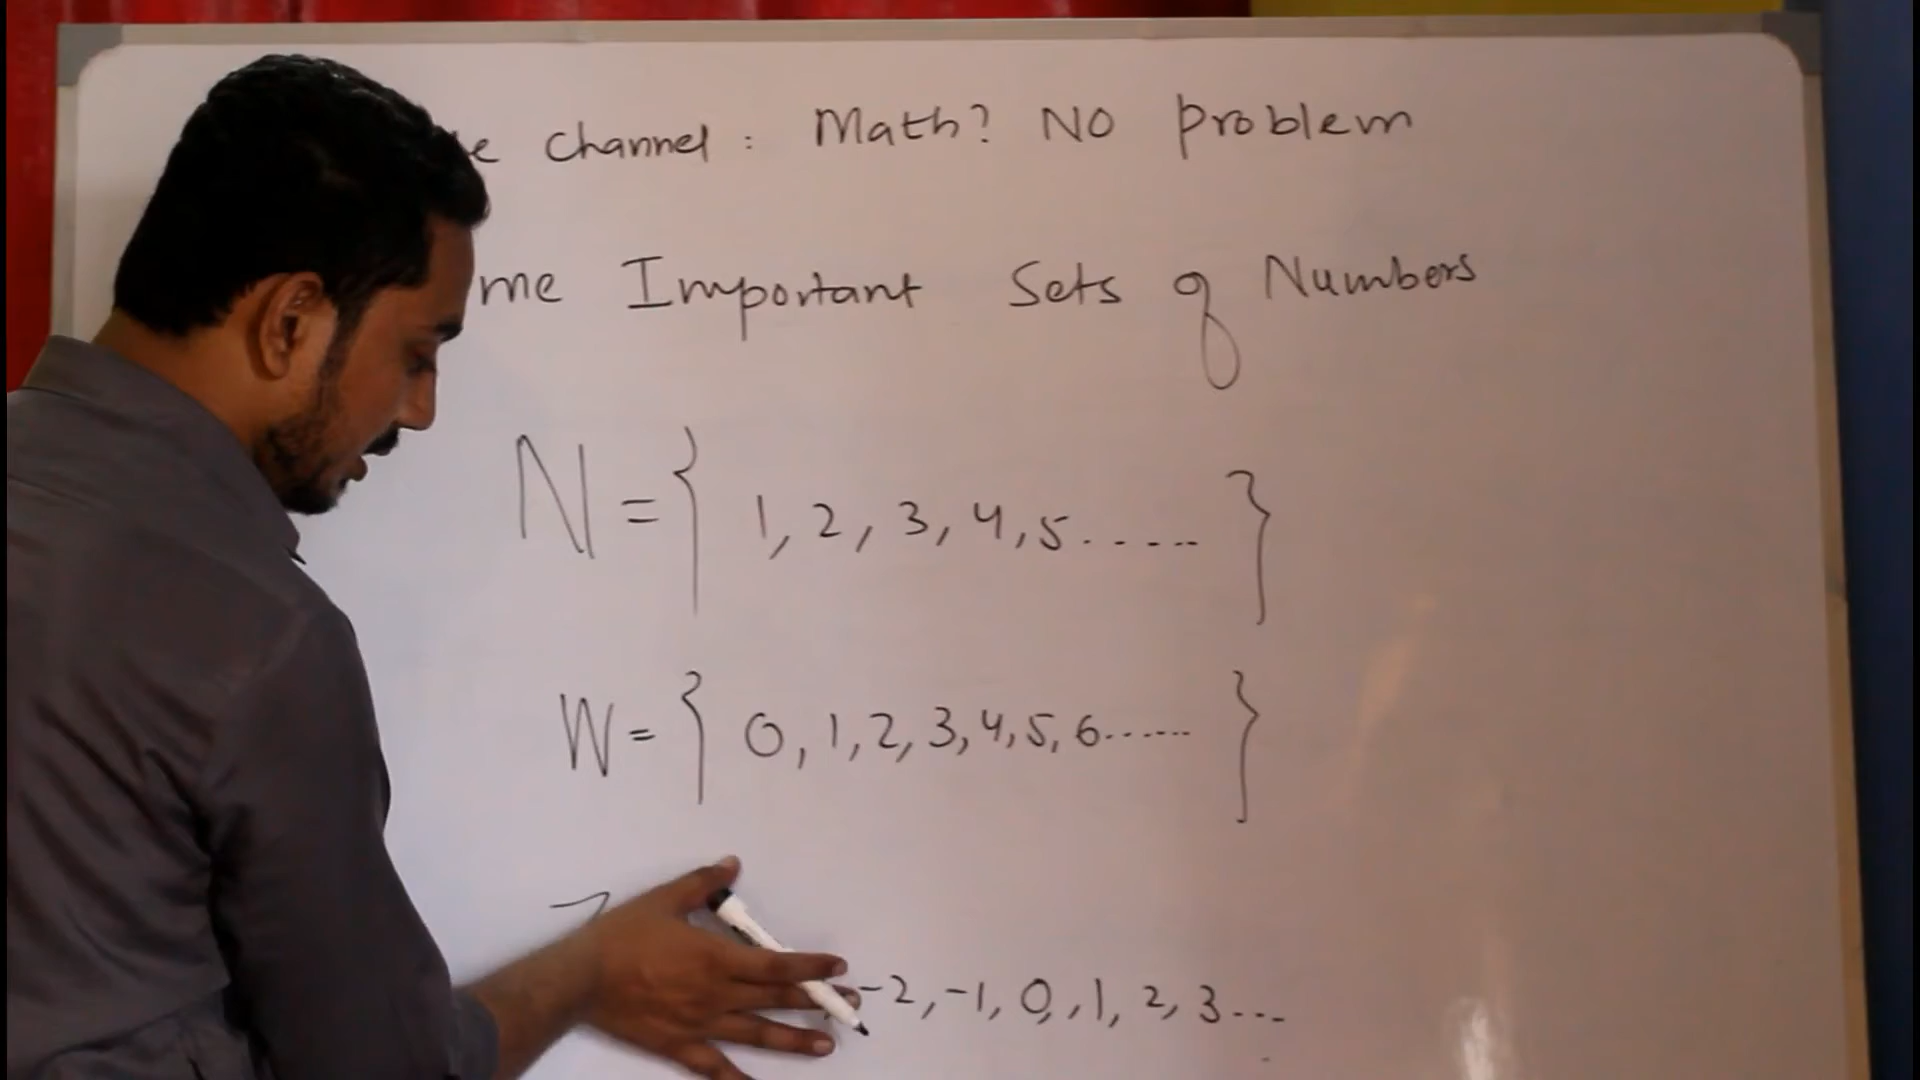 Channel : Math? NO Problem
me Important Sets of Numbers
N = { 1, 2, 3, 4, 5. . . . . }
W = { 0, 1, 2, 3, 4, 5, 6. . . . . . }
-2, -1, 0, , 1, 2, 3 . . .